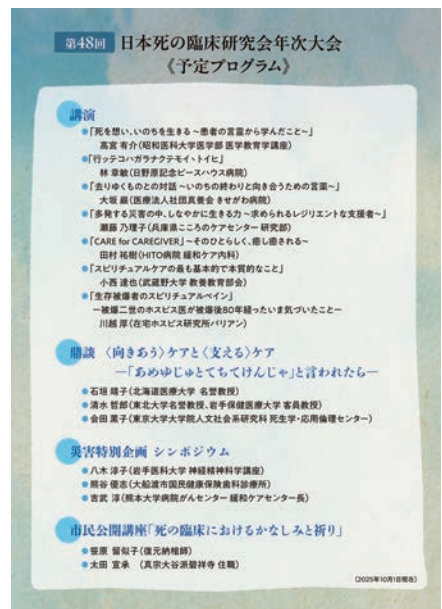 第48回 日本死の臨床研究会年次大会
《予定プログラム》
講演
●「死を想い、いのちを生きる ~患者の言霊から学んだこと~」
高宮 有介(昭和医科大学医学部 医学教育学講座)
●「行ッテコハガラナクテモイヽトイヒ」
林 章敏(日野原記念ピースハウス病院)
●「去りゆくものとの対話 ~いのちの終わりと向き合うための言葉~」
大坂 巌(医療法人社団真養会 きせがわ病院)
●「多発する災害の中、しなやかに生きる力 ~求められるレジリエントな支援者~」
瀬藤 乃理子(兵庫県こころのケアセンター 研究部)
●「CARE for CAREGIVER」~そのひとらしく、癒し癒される~
田村 祐樹(HITO病院 緩和ケア内科)
●「スピリチュアルケアの最も基本的で本質的なこと」
小西 達也(武蔵野大学 教養教育部会)
●「生存被爆者のスピリチュアルペイン」
ー被爆二世のホスピス医が被爆後80年経ったいま気づいたことー
川越 厚(在宅ホスピス研究所パリアン)
鼎談 〈向きあう〉ケアと〈支える〉ケア
―「あめゆじゅとてちてけんじゃ」と言われたら―
●石垣 靖子(北海道医療大学 名誉教授)
●清水 哲郎(東北大学名誉教授、岩手保健医療大学 客員教授)
●会田 薫子(東京大学大学院人文社会系研究科 死生学・応用倫理センター)
災害特別企画 シンポジウム
●八木 淳子(岩手医科大学 神経精神科学講座)
●熊谷 優志(大船渡市国民健康保険歯科診療所)
●吉武 淳(熊本大学病院がんセンター 緩和ケアセンター長)
市民公開講座「死の臨床におけるかなしみと祈り」
●笹原 留似子(復元納棺師)
●太田 宣承 (真宗大谷派碧祥寺 住職)
(2025年10月1日現在)